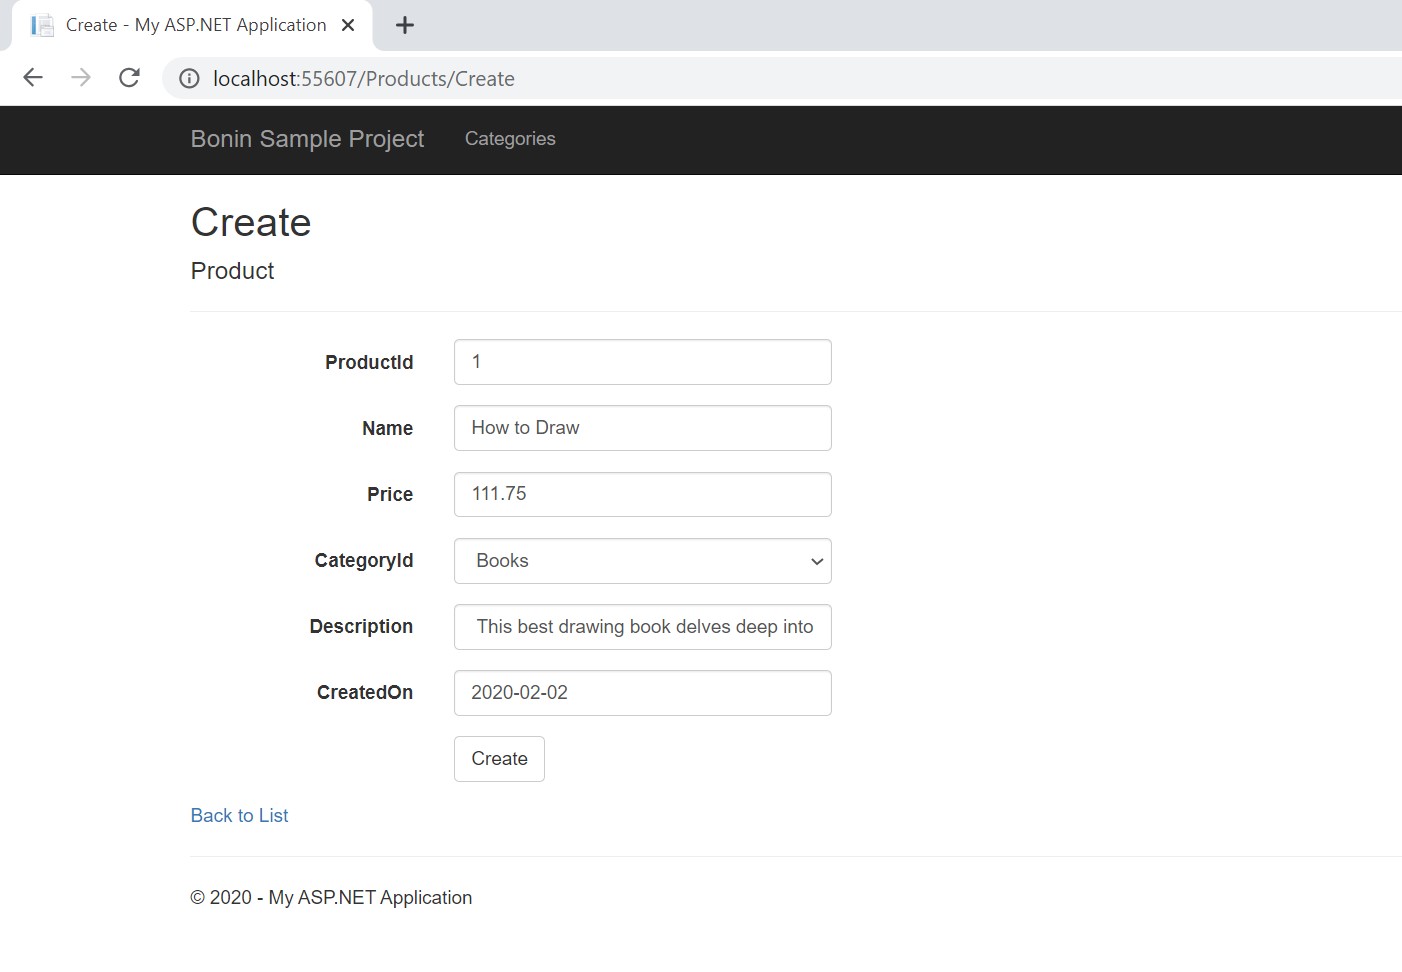 Create - My ASP.NET Application
localhost:55607/Products/Create
Bonin Sample Project Categories
Create
Product
ProductId 1
Name How to Draw
Price 111.75
CategoryId Books
Description This best drawing book delves deep into
CreatedOn 2020-02-02
Create
Back to List
© 2020 - My ASP.NET Application